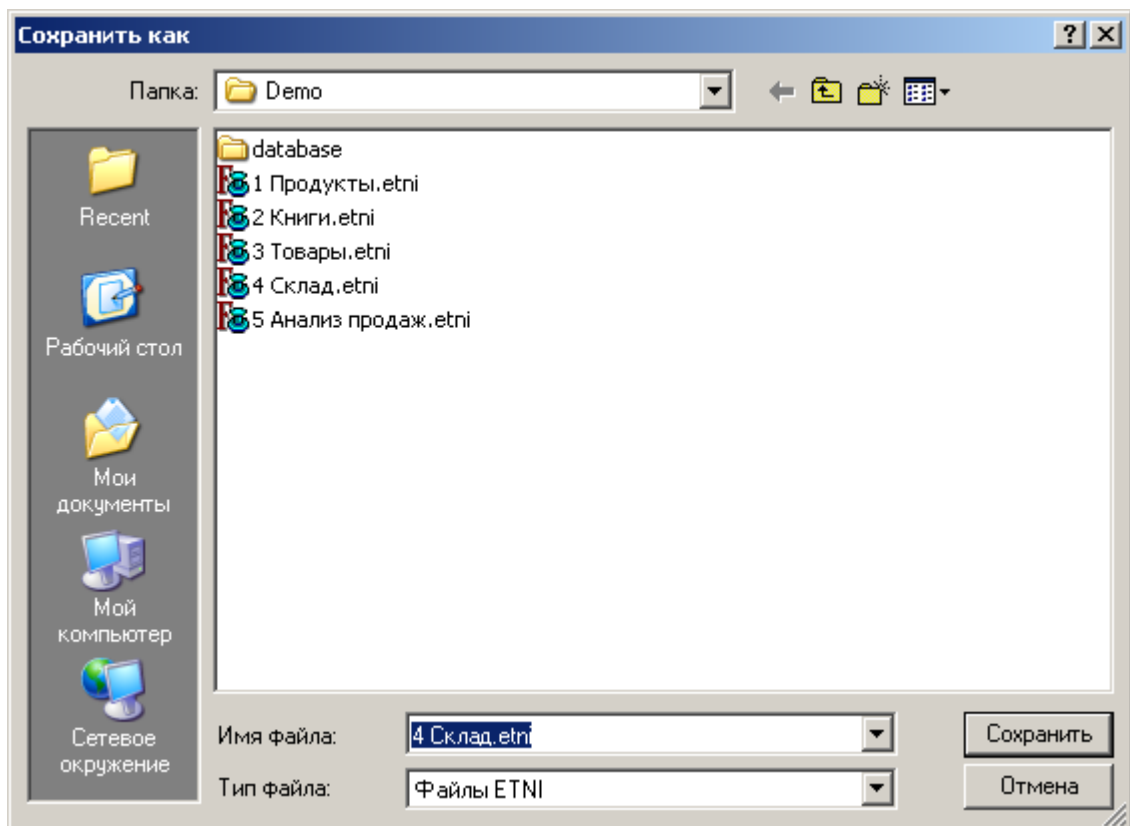 Сохранить как
Папка:
Demo
Recent
Рабочий стол
Мои
документы
Мой
компьютер
Сетевое
окружение
database
1 Продукты.etni
2 Книги.etni
3 Товары.etni
4 Склад.etni
5 Анализ продаж.etni
Имя файла:
4 Склад.etni
Сохранить
Тип файла:
Файлы ETNI
Отмена